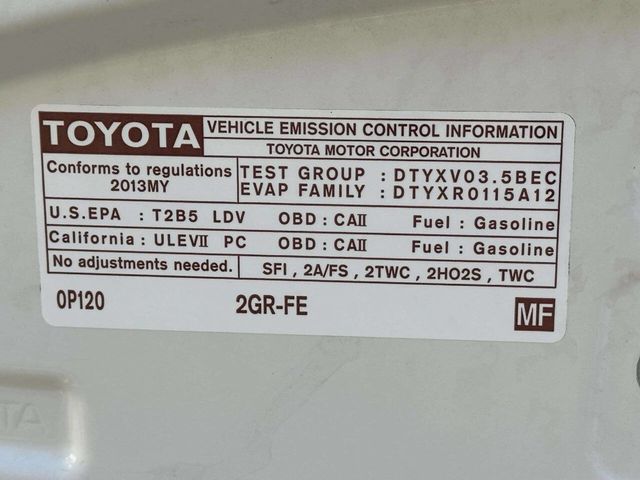 TOYOTA VEHICLE EMISSION CONTROL INFORMATION
TOYOTA MOTOR CORPORATION
Conforms to regulations
2013MY
TEST GROUP : DTYXV03.5BEC
EVAP FAMILY : DTYXR0115A12
U.S.EPA : T2B5 LDV OBD : CAII Fuel : Gasoline
California : ULEVII PC OBD : CAII Fuel : Gasoline
No adjustments needed. SFI , 2A/FS , 2TWC , 2HO2S , TWC
0P120 2GR-FE MF